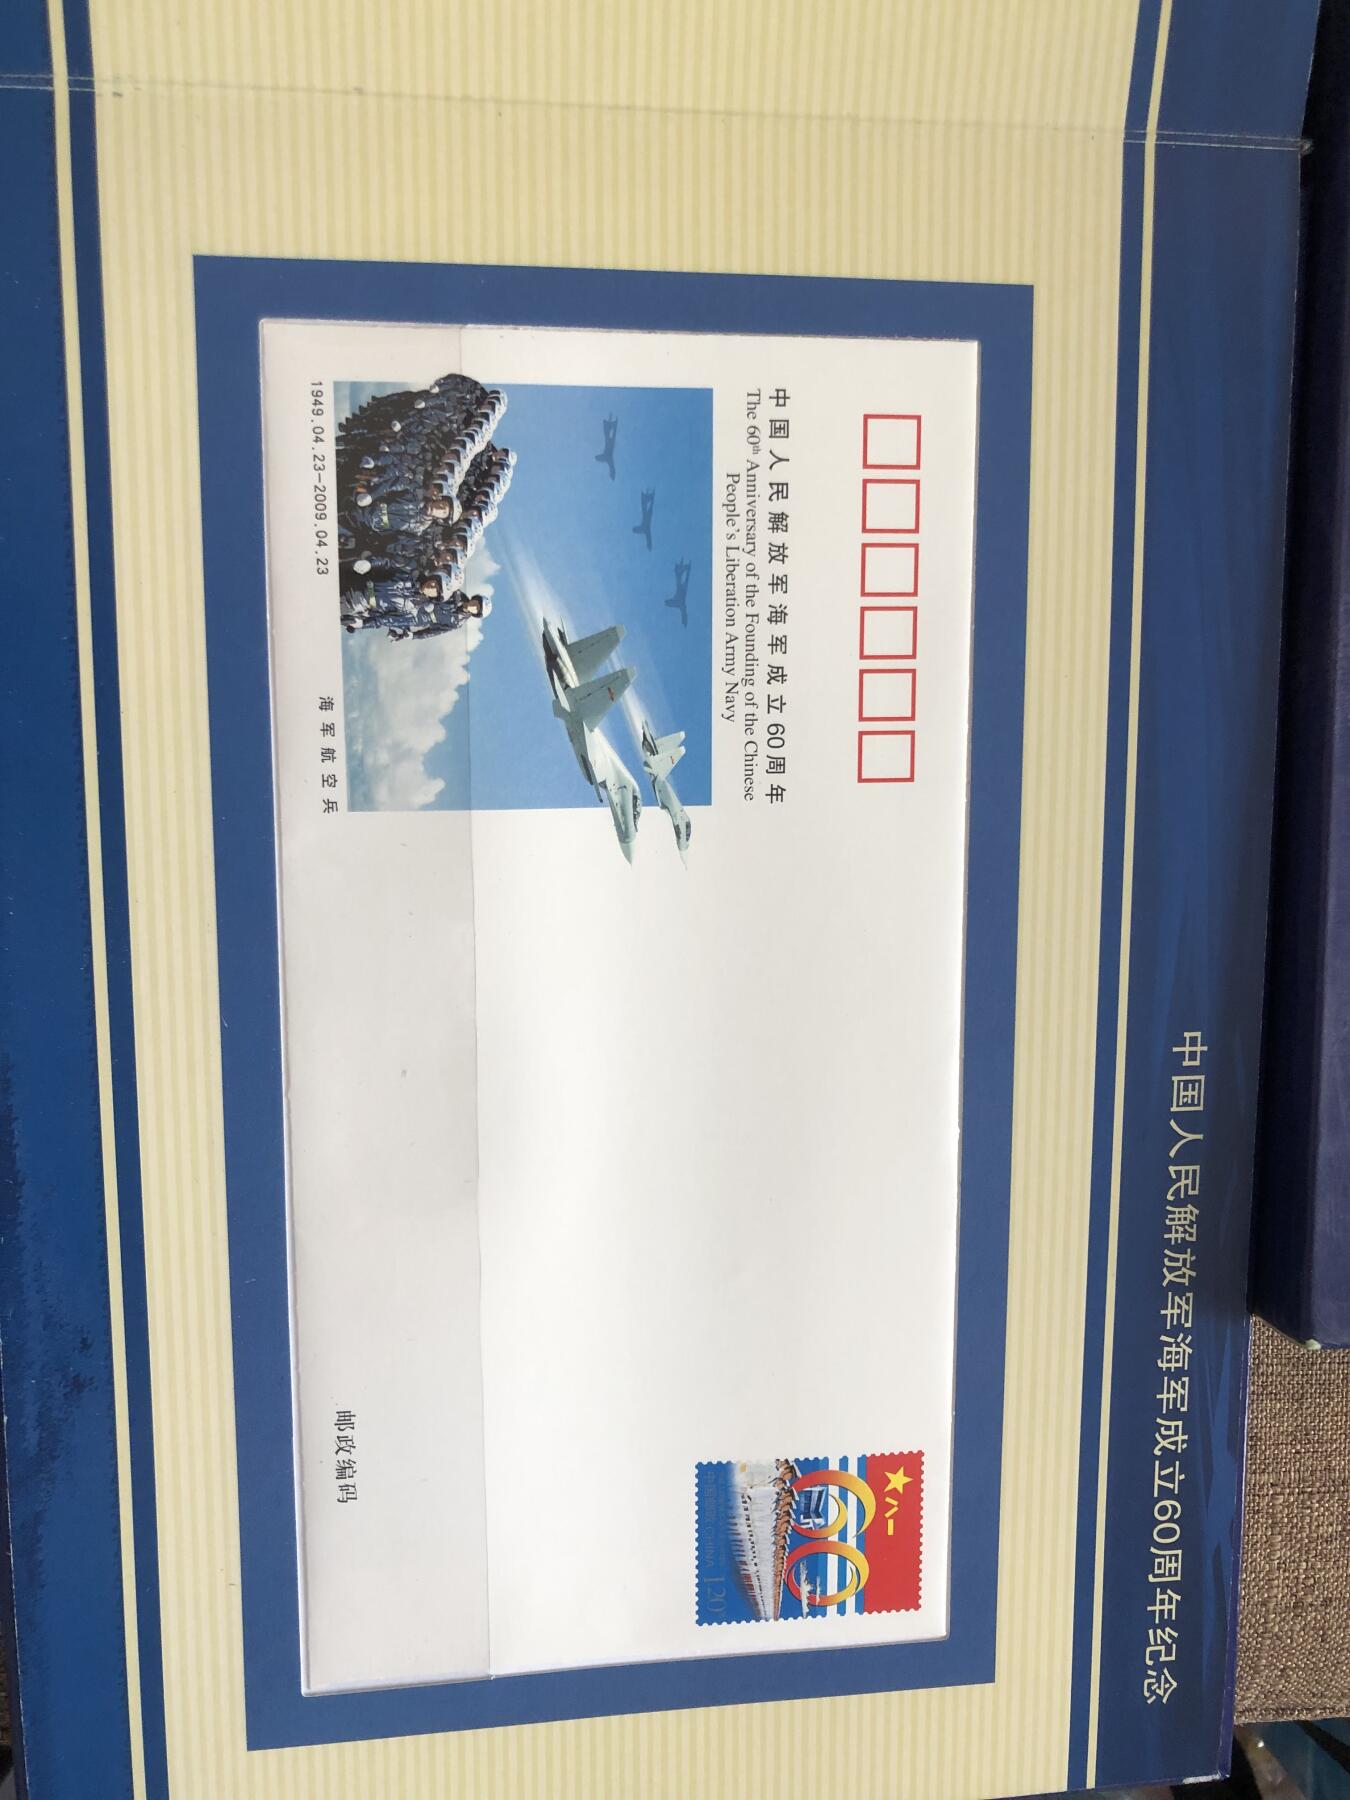 中国人民解放军海军成立60周年纪念
中国人民解放军海军成立60周年
The 60th Anniversary of the Founding of the Chinese
People's Liberation Army Navy
八一
60
CHINA 1.20
1949.04.23-2009.04.23
海军航空兵
邮政编码